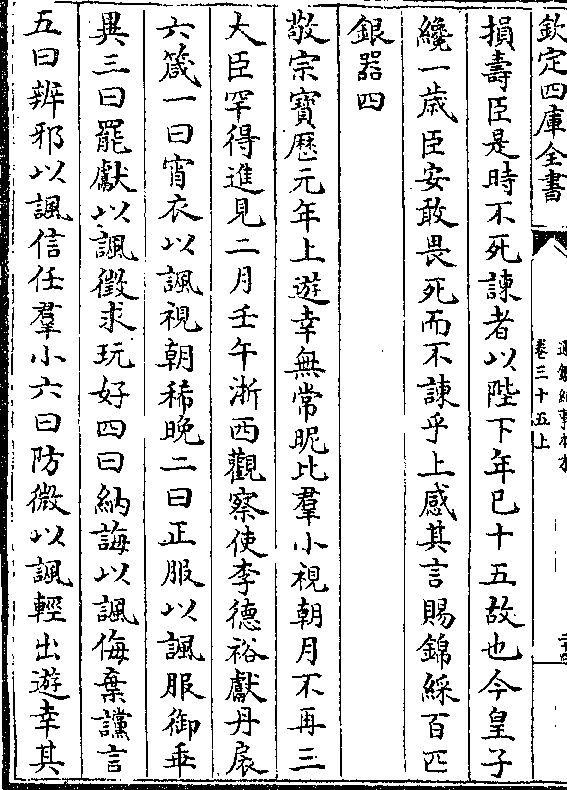 欽定四庫全書
卷三十五上
損壽臣是時不死諫者以陛下年已十五故也今皇子
纔一歲臣安敢畏死而不諫乎上感其言賜錦綵百匹
銀器四
敬宗寶歷元年上遊幸無常昵比羣小視朝月不再三
大臣罕得進見二月壬午浙西觀察使李德裕獻丹扆
六箴一曰宵衣以諷視朝稀晚二曰正服以諷服御乖
異三曰罷獻以諷徵求玩好四曰納誨以諷侮棄讜言
五曰辨邪以諷信任羣小六曰防微以諷輕出遊幸其